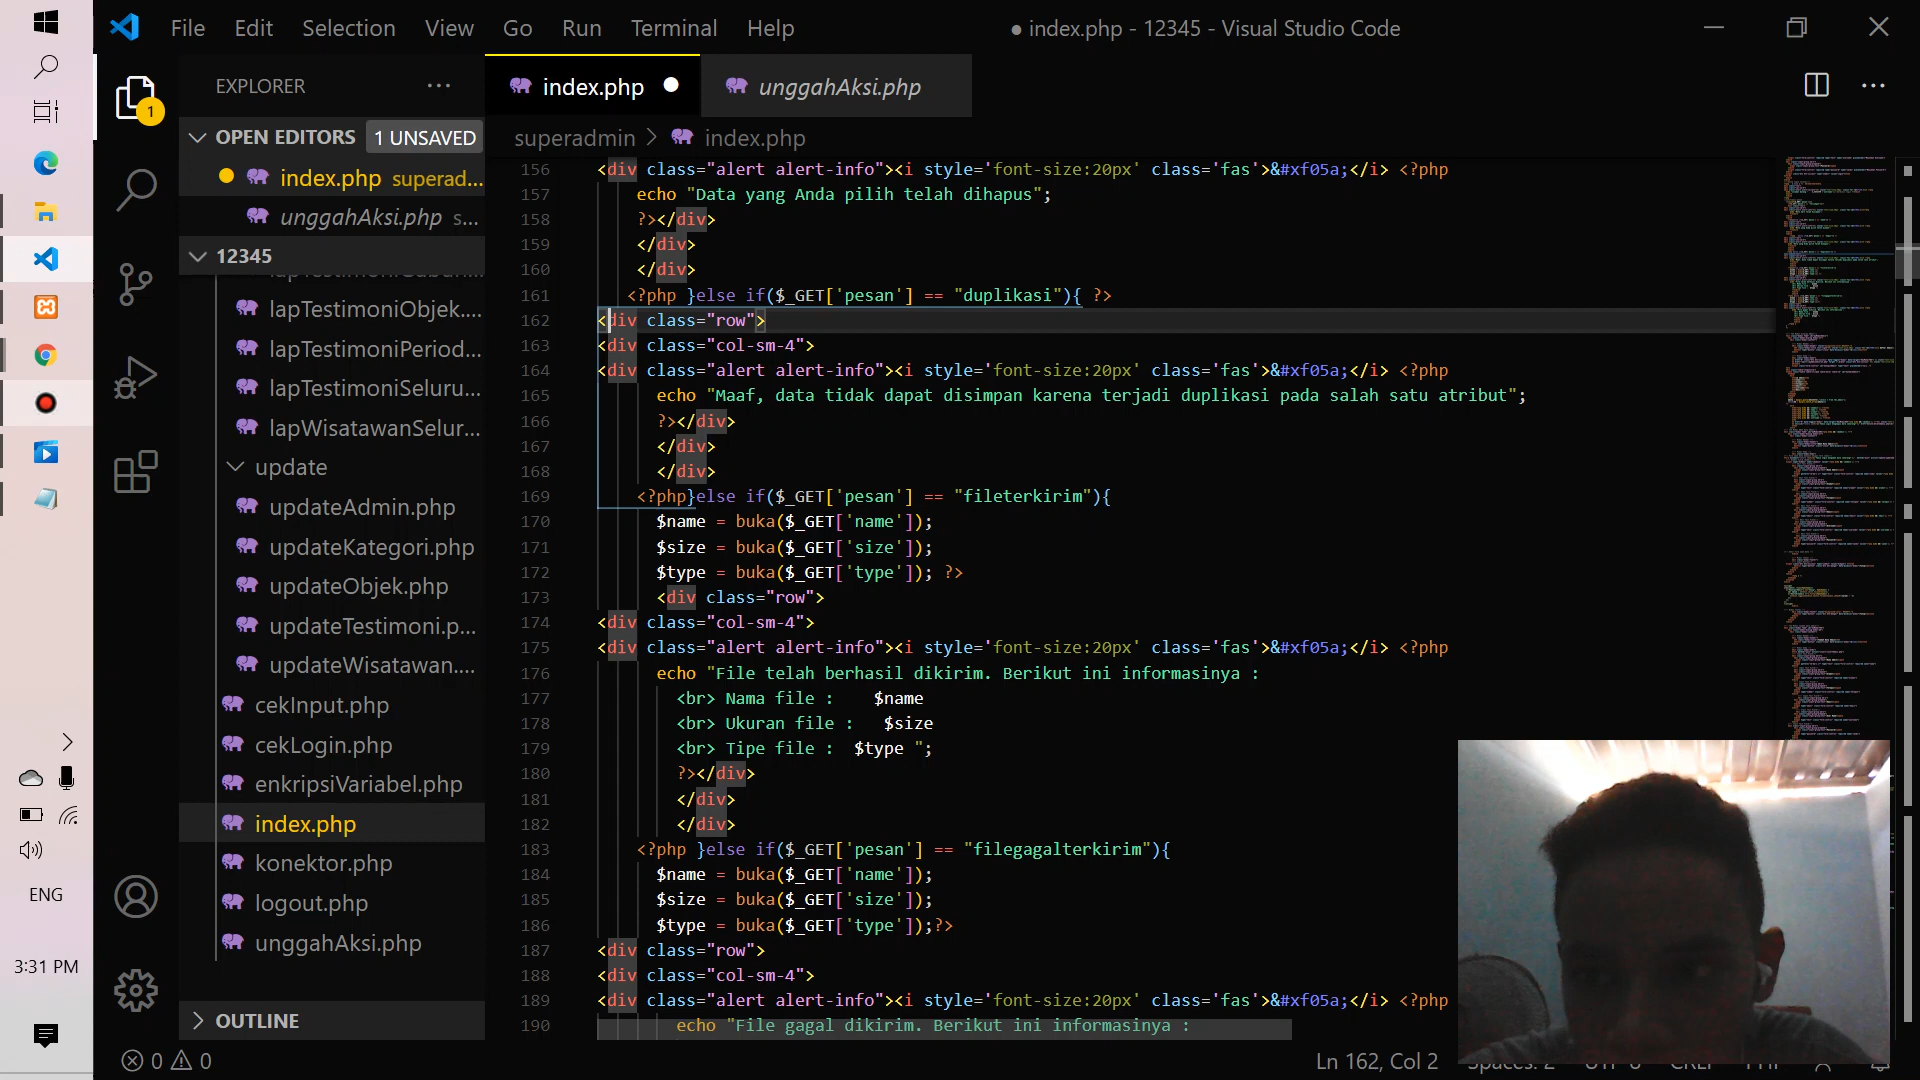 File Edit Selection View Go Run Terminal Help
● index.php - 12345 - Visual Studio Code
EXPLORER
index.php
unggahAksi.php
1
OPEN EDITORS 1 UNSAVED
superadmin > index.php
index.php superad...
unggahAksi.php s...
12345
lapTestimoniObjek....
lapTestimoniPeriod...
lapTestimoniSeluru...
lapWisatawanSelur...
update
updateAdmin.php
updateKategori.php
updateObjek.php
updateTestimoni.p...
updateWisatawan....
cekInput.php
cekLogin.php
enkripsiVariabel.php
index.php
konektor.php
logout.php
unggahAksi.php
OUTLINE
156 <div class="alert alert-info"><i style='font-size:20px' class='fas'>&#xf05a;</i> <?php
157 echo "Data yang Anda pilih telah dihapus";
158 ?></div>
159 </div>
160 </div>
161 <?php }else if($_GET['pesan'] == "duplikasi"){ ?>
162 <div class="row">
163 <div class="col-sm-4">
164 <div class="alert alert-info"><i style='font-size:20px' class='fas'>&#xf05a;</i> <?php
165 echo "Maaf, data tidak dapat disimpan karena terjadi duplikasi pada salah satu atribut";
166 ?></div>
167 </div>
168 </div>
169 <?php}else if($_GET['pesan'] == "fileterkirim"){
170 $name = buka($_GET['name']);
171 $size = buka($_GET['size']);
172 $type = buka($_GET['type']); ?>
173 <div class="row">
174 <div class="col-sm-4">
175 <div class="alert alert-info"><i style='font-size:20px' class='fas'>&#xf05a;</i> <?php
176 echo "File telah berhasil dikirim. Berikut ini informasinya :
177 <br> Nama file : $name
178 <br> Ukuran file : $size
179 <br> Tipe file : $type ";
180 ?></div>
181 </div>
182 </div>
183 <?php }else if($_GET['pesan'] == "filegagalterkirim"){
184 $name = buka($_GET['name']);
185 $size = buka($_GET['size']);
186 $type = buka($_GET['type']);?>
187 <div class="row">
188 <div class="col-sm-4">
189 <div class="alert alert-info"><i style='font-size:20px' class='fas'>&#xf05a;</i> <?php
190 echo "File gagal dikirim. Berikut ini informasinya :
ENG
3:31 PM
0 0
Ln 162, Col 2